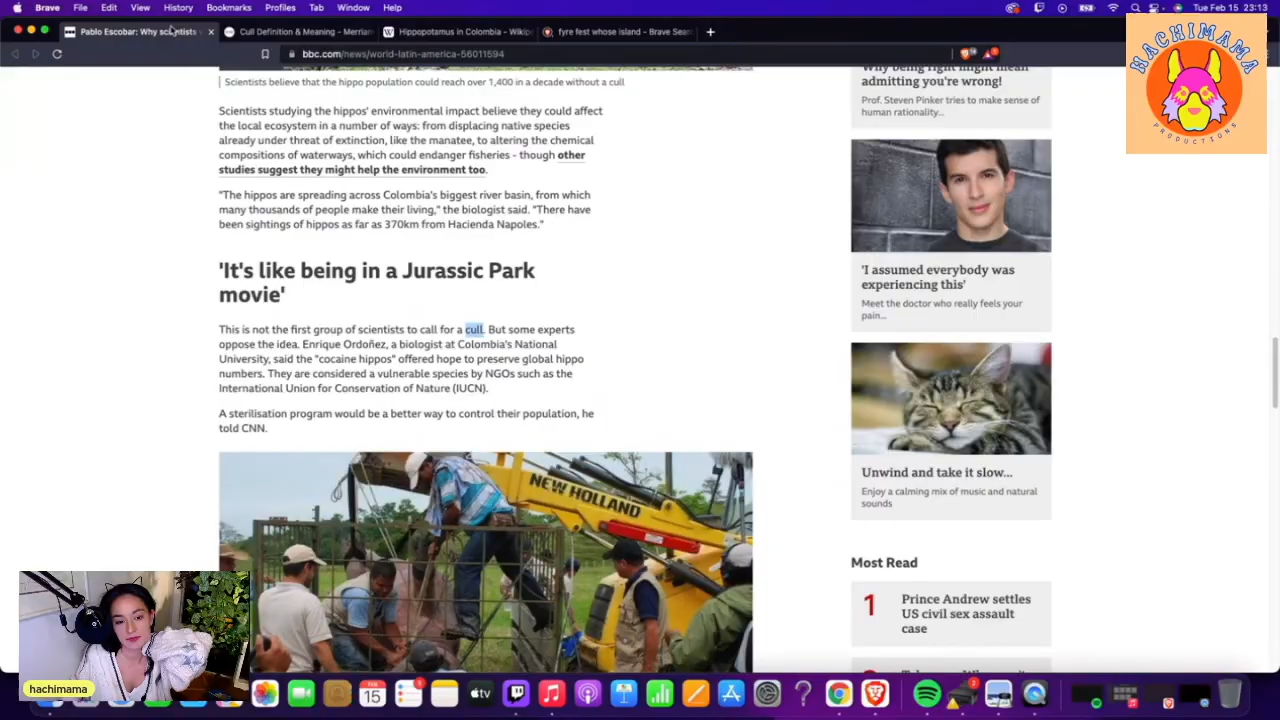 Brave File Edit View History Bookmarks Profiles Tab Window Help
Tue Feb 15 23:13
Pablo Escobar: Why scientists
Cull Definition & Meaning - Merriam
Hippopotamus in Colombia - Wikip
fyre fest whose island - Brave Sear
bbc.com/news/world-latin-america-56011594
HACHIMAMA
PRODUCTIONS
Scientists believe that the hippo population could reach over 1,400 in a decade without a cull
Scientists studying the hippos' environmental impact believe they could affect
the local ecosystem in a number of ways: from displacing native species
already under threat of extinction, like the manatee, to altering the chemical
compositions of waterways, which could endanger fisheries - though other
studies suggest they might help the environment too.
"The hippos are spreading across Colombia's biggest river basin, from which
many thousands of people make their living," the biologist said. "There have
been sightings of hippos as far as 370km from Hacienda Napoles."
'It's like being in a Jurassic Park
movie'
This is not the first group of scientists to call for a cull. But some experts
oppose the idea. Enrique Ordoñez, a biologist at Colombia's National
University, said the "cocaine hippos" offered hope to preserve global hippo
numbers. They are considered a vulnerable species by NGOs such as the
International Union for Conservation of Nature (IUCN).
A sterilisation program would be a better way to control their population, he
told CNN.
NEW HOLLAND
Why being right might mean
admitting you're wrong!
Prof. Steven Pinker tries to make sense of
human rationality...
'I assumed everybody was
experiencing this'
Meet the doctor who really feels your
pain...
Unwind and take it slow...
Enjoy a calming mix of music and natural
sounds
Most Read
1
Prince Andrew settles
US civil sex assault
case
hachimama
FEB
15
tv